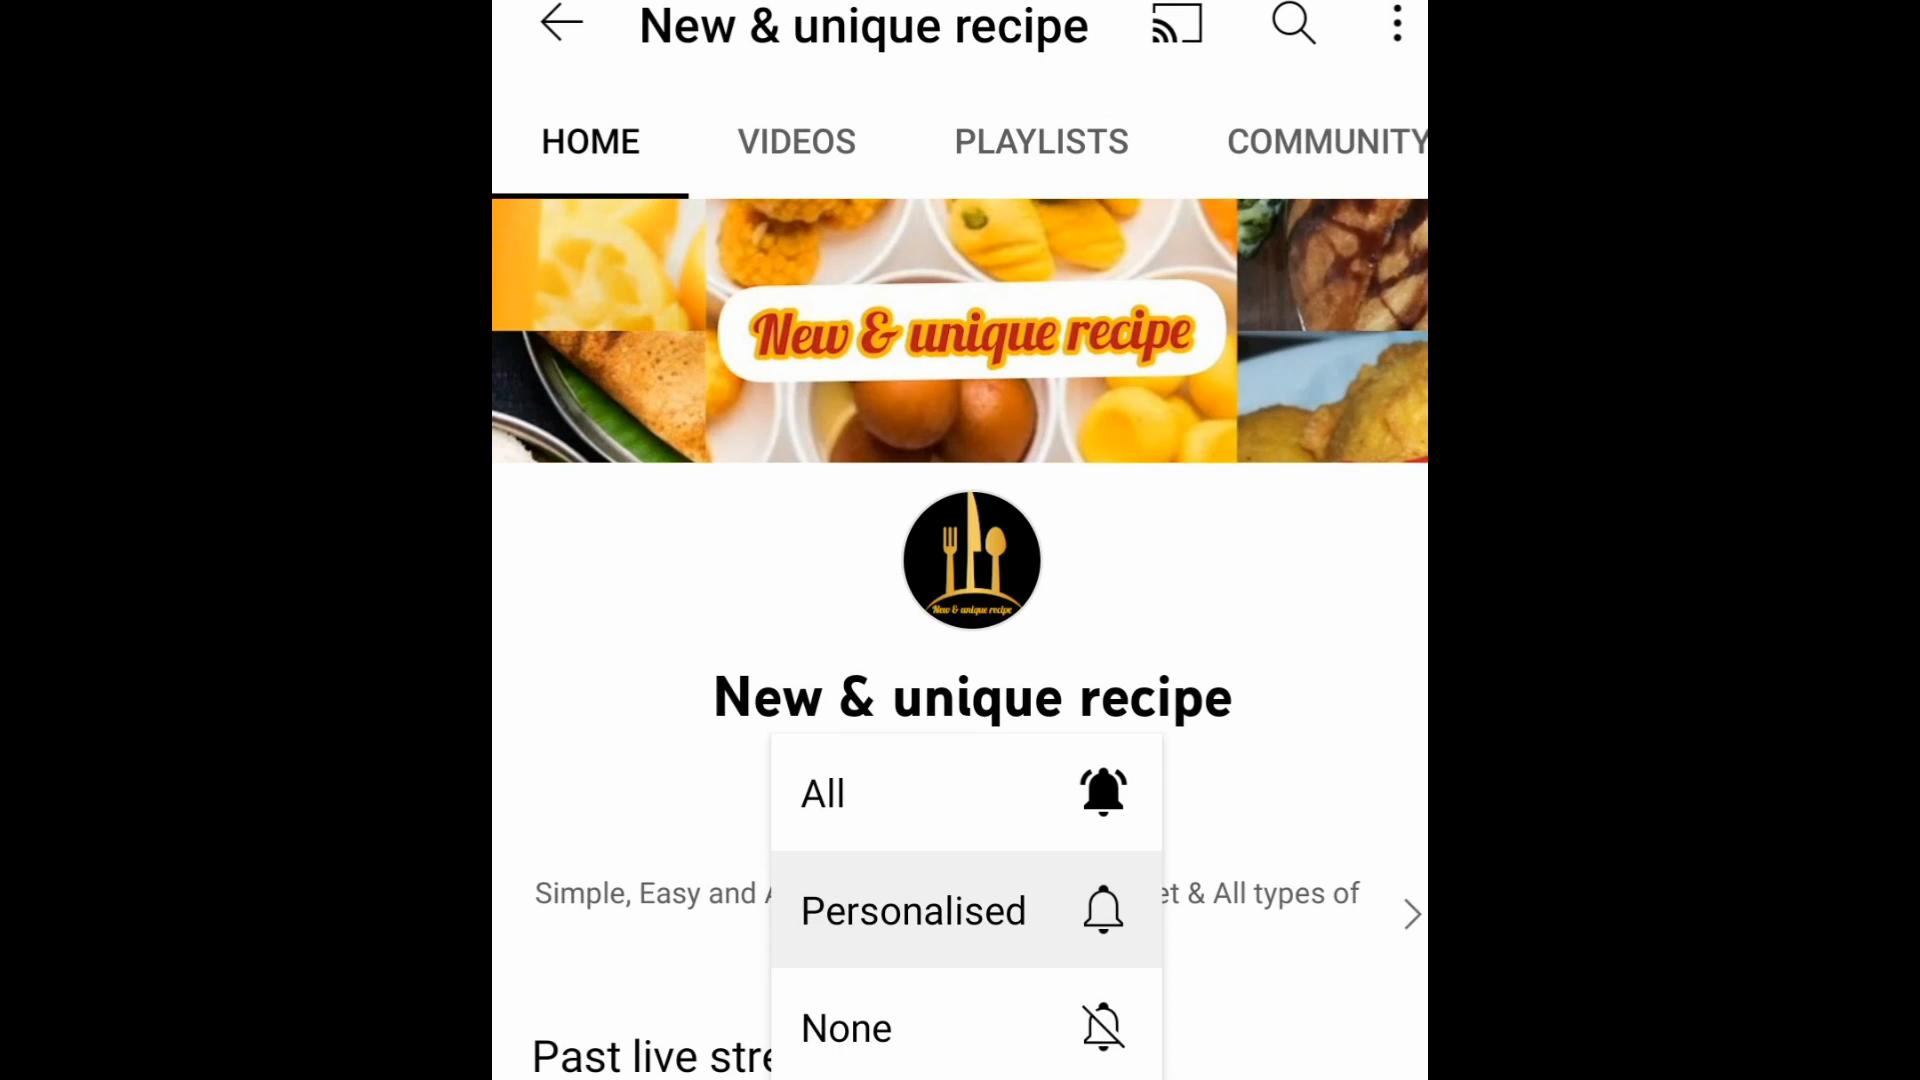 New & unique recipe
HOME VIDEOS PLAYLISTS COMMUNITY
New & unique recipe
New & unique recipe
New & unique recipe
All
Simple, Easy and & All types of
Personalised
None
Past live